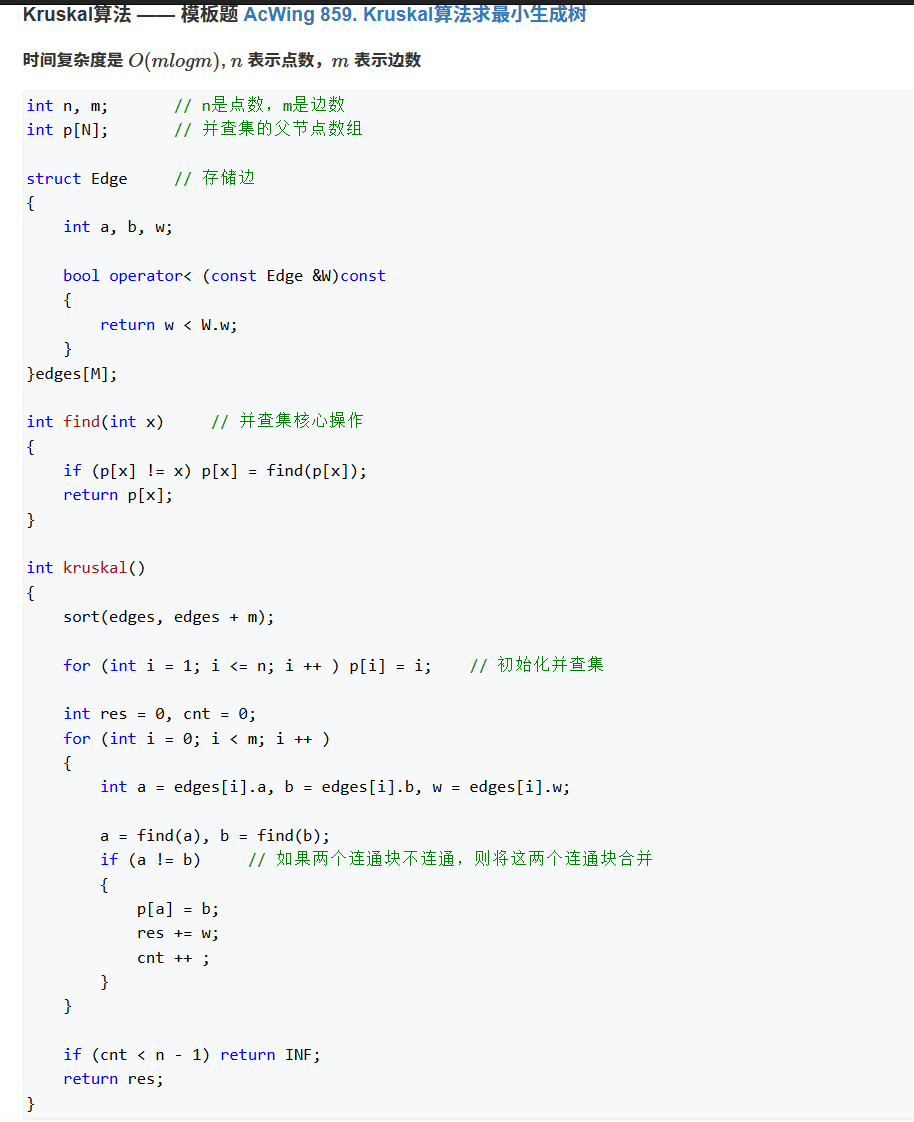 Kruskal算法 —— 模板题 AcWing 859. Kruskal算法求最小生成树
时间复杂度是 O(mlogm), n 表示点数，m 表示边数
int n, m;       // n是点数，m是边数
int p[N];       // 并查集的父节点数组
struct Edge     // 存储边
{
    int a, b, w;
    bool operator< (const Edge &W)const
    {
        return w < W.w;
    }
}edges[M];
int find(int x)     // 并查集核心操作
{
    if (p[x] != x) p[x] = find(p[x]);
    return p[x];
}
int kruskal()
{
    sort(edges, edges + m);
    for (int i = 1; i <= n; i ++ ) p[i] = i;    // 初始化并查集
    int res = 0, cnt = 0;
    for (int i = 0; i < m; i ++ )
    {
        int a = edges[i].a, b = edges[i].b, w = edges[i].w;
        a = find(a), b = find(b);
        if (a != b)     // 如果两个连通块不连通，则将这两个连通块合并
        {
            p[a] = b;
            res += w;
            cnt ++ ;
        }
    }
    if (cnt < n - 1) return INF;
    return res;
}